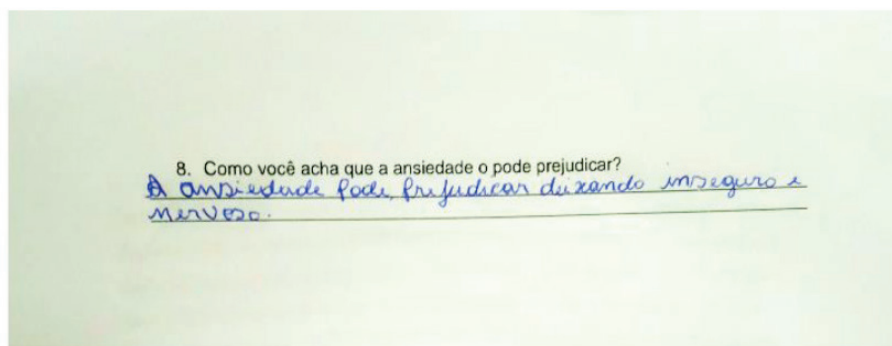 8. Como você acha que a ansiedade o pode prejudicar?
A ansiedade pode prejudicar deixando inseguro e
nervoso.